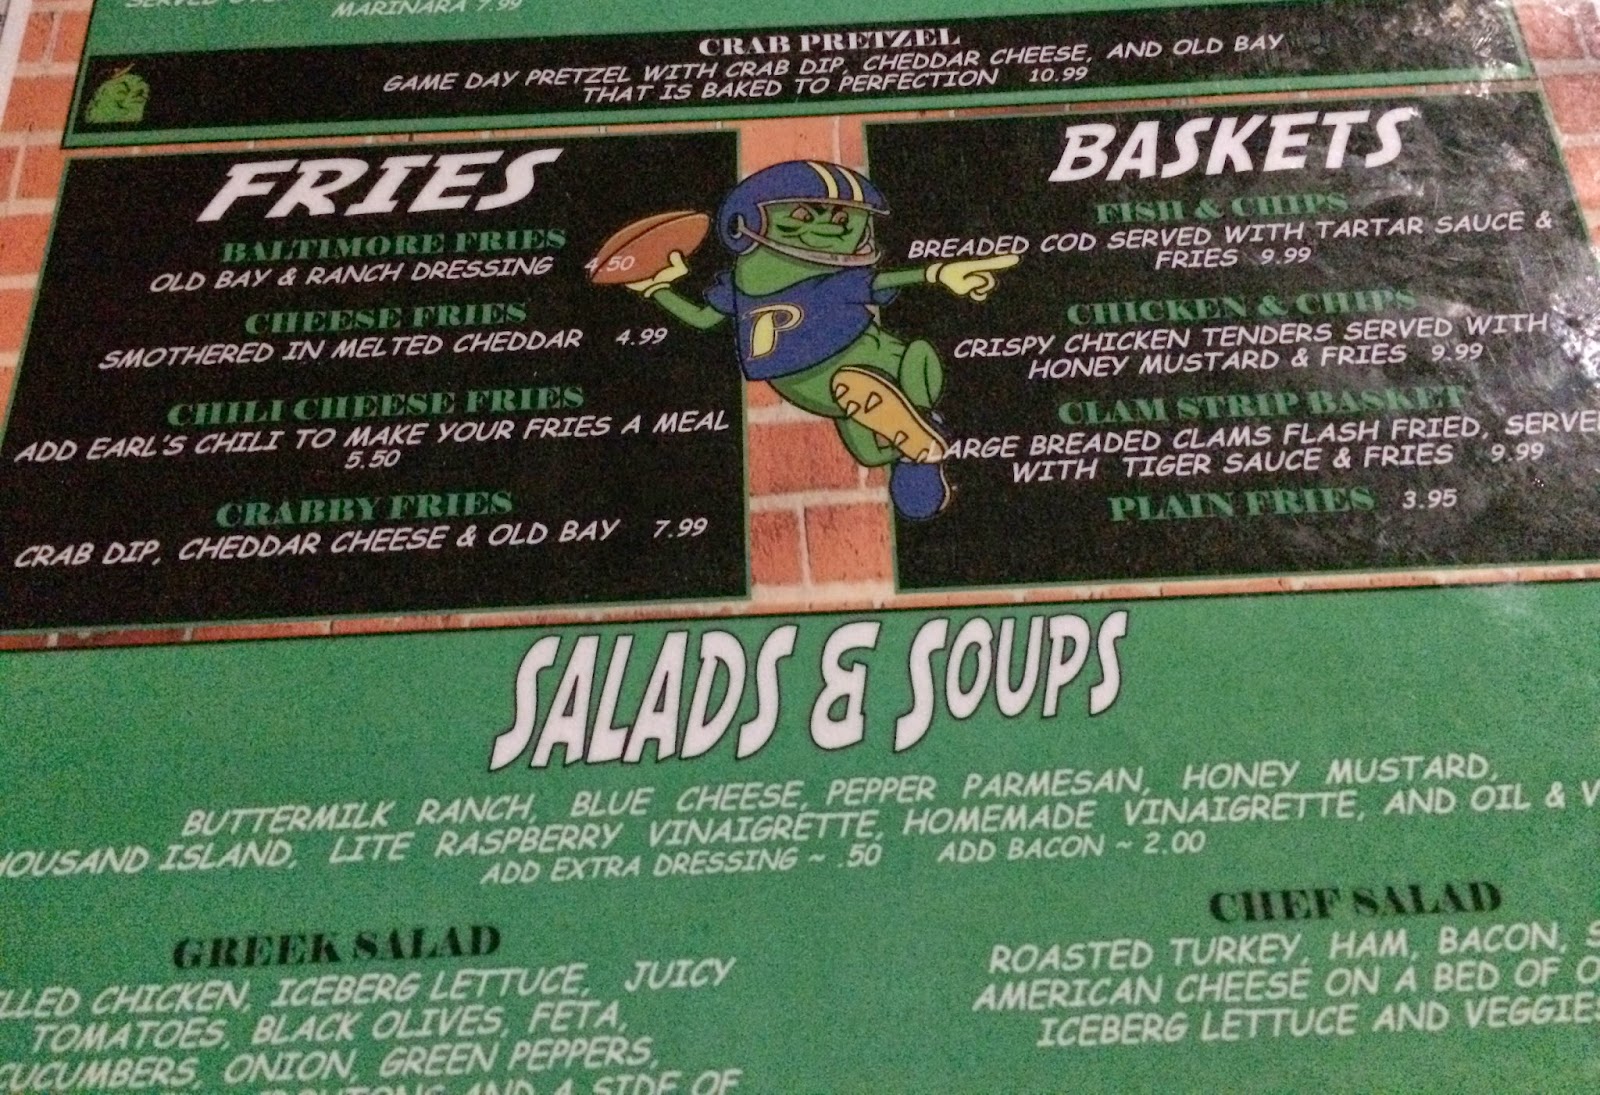 MARINARA 7.99
CRAB PRETZEL
GAME DAY PRETZEL WITH CRAB DIP, CHEDDAR CHEESE, AND OLD BAY
THAT IS BAKED TO PERFECTION 10.99
FRIES
BALTIMORE FRIES
OLD BAY & RANCH DRESSING 4.50
CHEESE FRIES
SMOTHERED IN MELTED CHEDDAR 4.99
CHILI CHEESE FRIES
ADD EARL'S CHILI TO MAKE YOUR FRIES A MEAL
5.50
CRABBY FRIES
CRAB DIP, CHEDDAR CHEESE & OLD BAY 7.99
P
BASKETS
FISH & CHIPS
BREADED COD SERVED WITH TARTAR SAUCE &
FRIES 9.99
CHICKEN & CHIPS
CRISPY CHICKEN TENDERS SERVED WITH
HONEY MUSTARD & FRIES 9.99
CLAM STRIP BASKET
LARGE BREADED CLAMS FLASH FRIED, SERVE
WITH TIGER SAUCE & FRIES 9.99
PLAIN FRIES 3.95
SALADS & SOUPS
BUTTERMILK RANCH, BLUE CHEESE, PEPPER PARMESAN, HONEY MUSTARD,
HOUSAND ISLAND, LITE RASPBERRY VINAIGRETTE, HOMEMADE VINAIGRETTE, AND OIL & V
ADD EXTRA DRESSING ~ .50 ADD BACON ~ 2.00
GREEK SALAD
LLED CHICKEN, ICEBERG LETTUCE, JUICY
TOMATOES, BLACK OLIVES, FETA,
CUCUMBERS, ONION, GREEN PEPPERS,
AND A SIDE OF
CHEF SALAD
ROASTED TURKEY, HAM, BACON, S
AMERICAN CHEESE ON A BED OF
ICEBERG LETTUCE AND VEGGIES